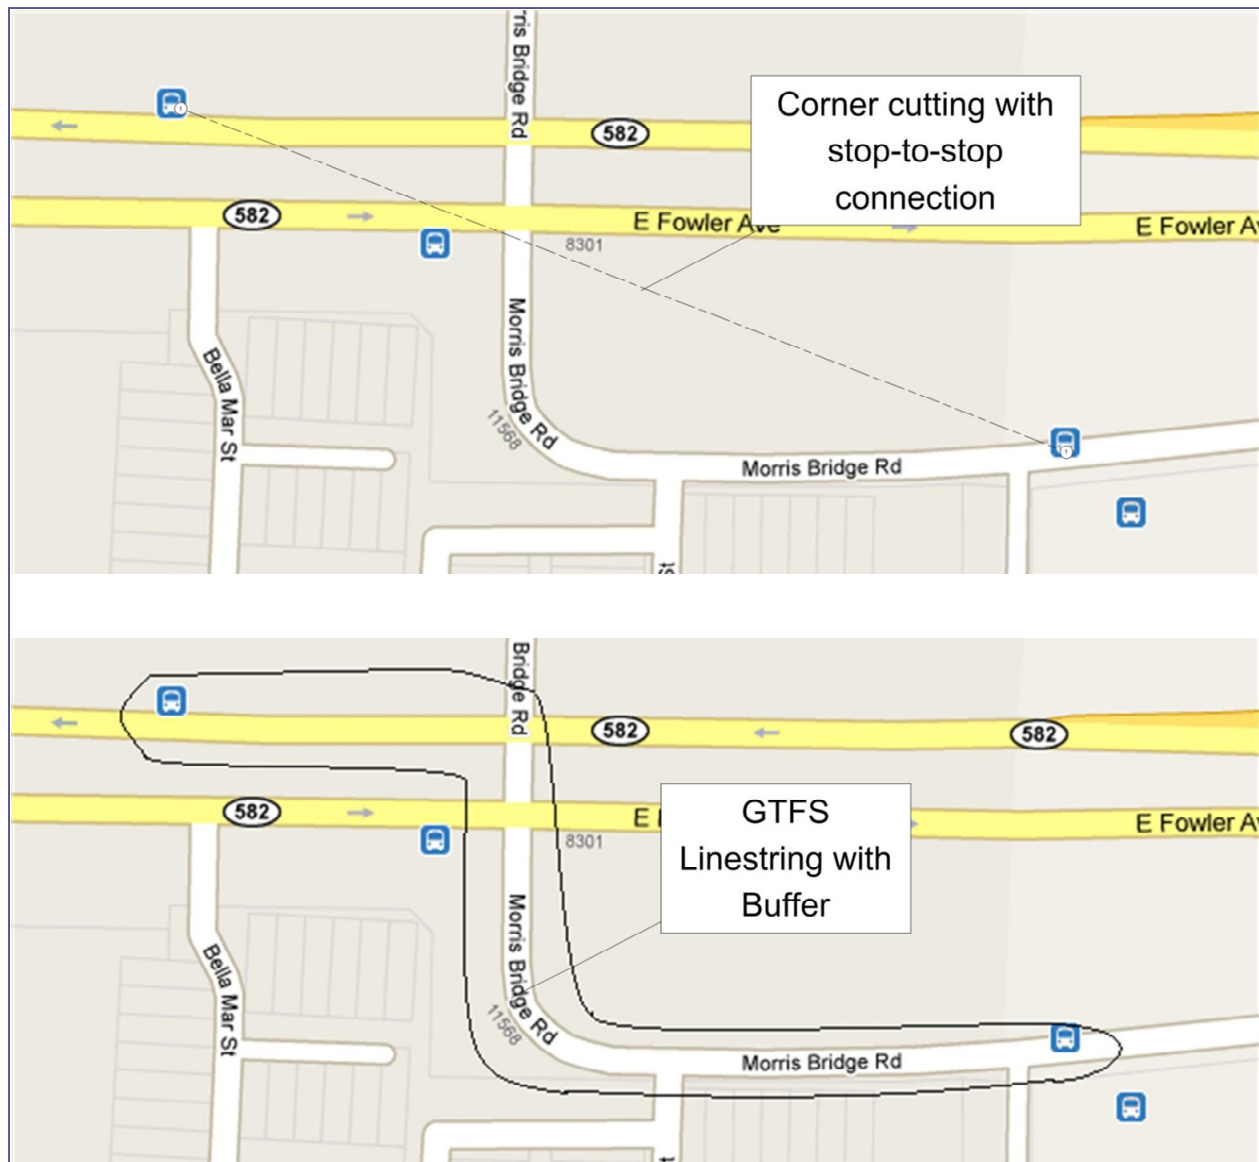 ris Bridge Rd
Corner cutting with
stop-to-stop
connection
582
582
E Fowler Ave
E Fowler Av
8301
Morris Bridge Rd
Bella Mar St
11568
Morris Bridge Rd
Bridge Rd
582
582
582
GTFS
Linestring with
Buffer
E
E Fowler Av
8301
Morris Bridge Rd
Bella Mar St
11568
Morris Bridge Rd